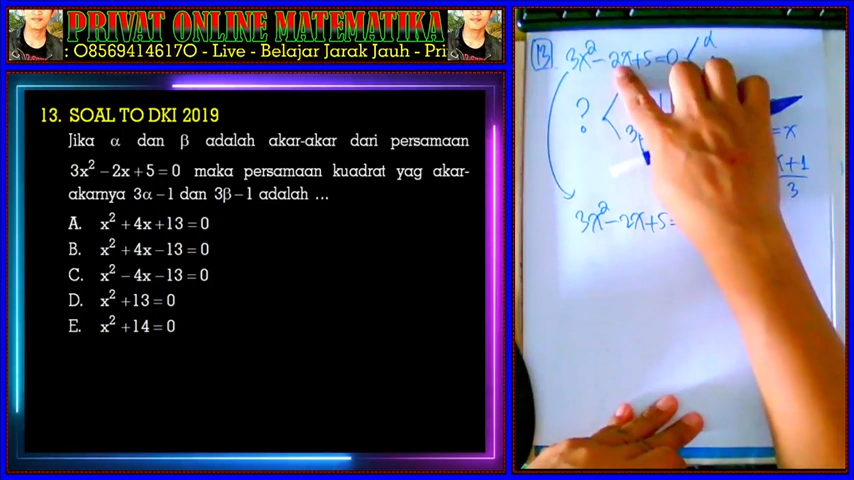 PRIVAT ONLINE MATEMATIKA
: 085694146170 - Live - Belajar Jarak Jauh - Pri
13. SOAL TO DKI 2019
Jika α dan β adalah akar-akar dari persamaan
3x² − 2x + 5 = 0 maka persamaan kuadrat yag akar-
akarnya 3α − 1 dan 3β − 1 adalah ...
A. x² + 4x + 13 = 0
B. x² + 4x − 13 = 0
C. x² − 4x − 13 = 0
D. x² + 13 = 0
E. x² + 14 = 0
13 3x² − 2x + 5 = 0 α
?
= x
x + 1
3
3x² − 2x + 5 =